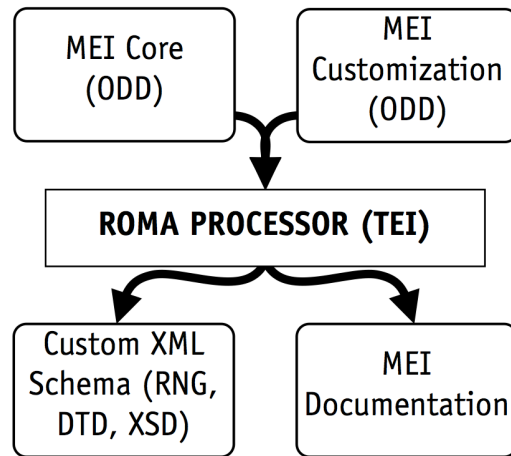 MEI Core
(ODD)
MEI
Customization
(ODD)
ROMA PROCESSOR (TEI)
Custom XML
Schema (RNG,
DTD, XSD)
MEI
Documentation